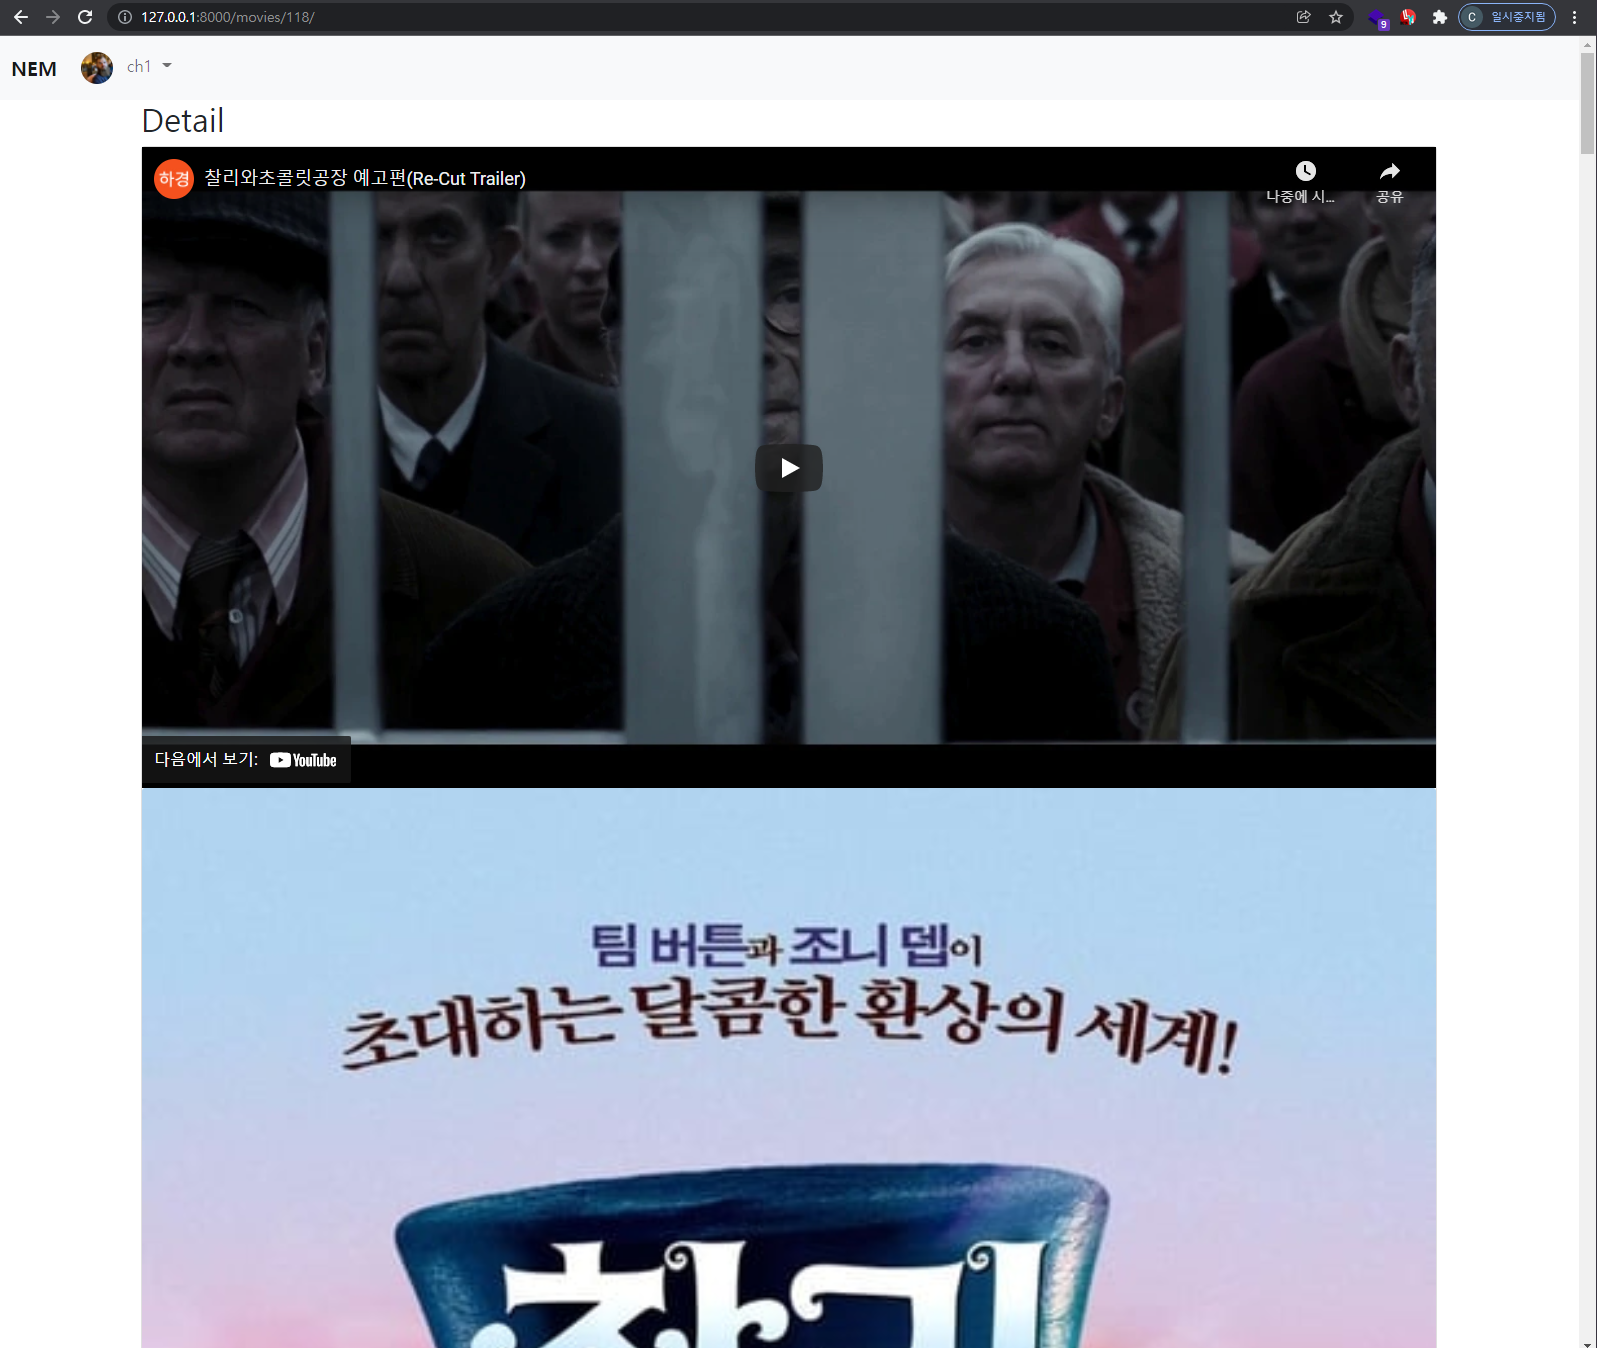 127.0.0.1:8000/movies/118/
9
C 일시중지됨
NEM
ch1
Detail
하경 찰리와초콜릿공장 예고편(Re-Cut Trailer)
나중에 시...
공유
다음에서 보기: YouTube
팀 버튼과 조니 뎁이
초대하는 달콤한 환상의 세계!